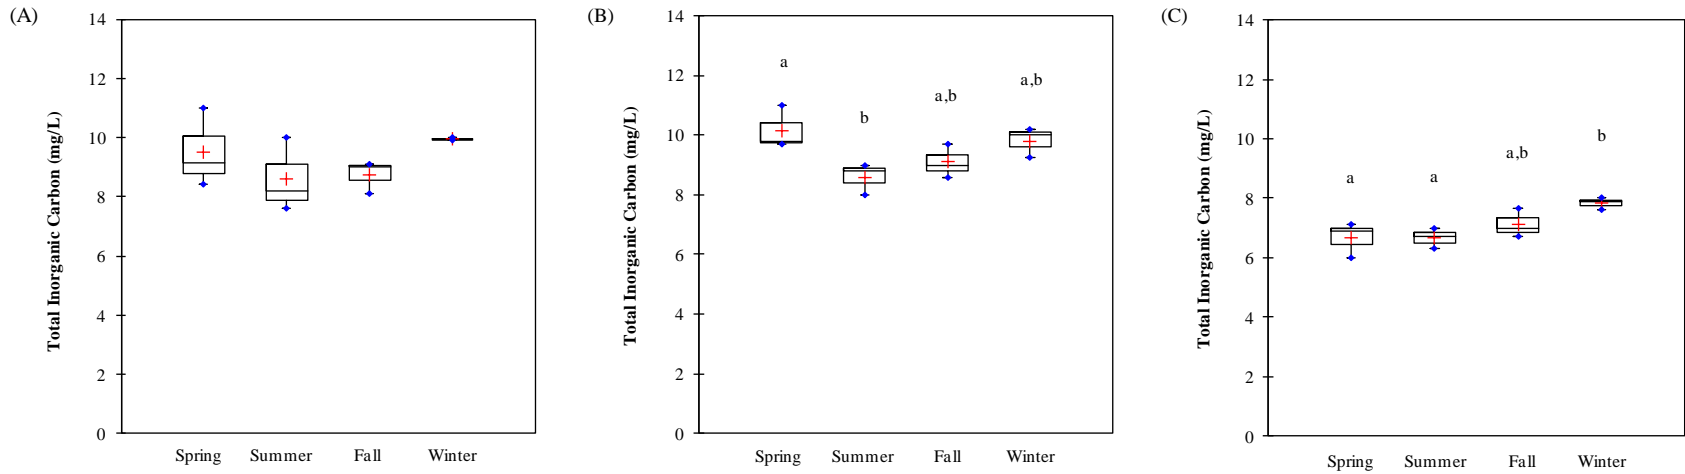 (A)
Total Inorganic Carbon (mg/L)
14
12
10
8
6
4
2
0
Spring Summer Fall Winter
(B)
Total Inorganic Carbon (mg/L)
14
12
10
8
6
4
2
0
a
b
a,b
a,b
Spring Summer Fall Winter
(C)
Total Inorganic Carbon (mg/L)
14
12
10
8
6
4
2
0
a
a
a,b
b
Spring Summer Fall Winter